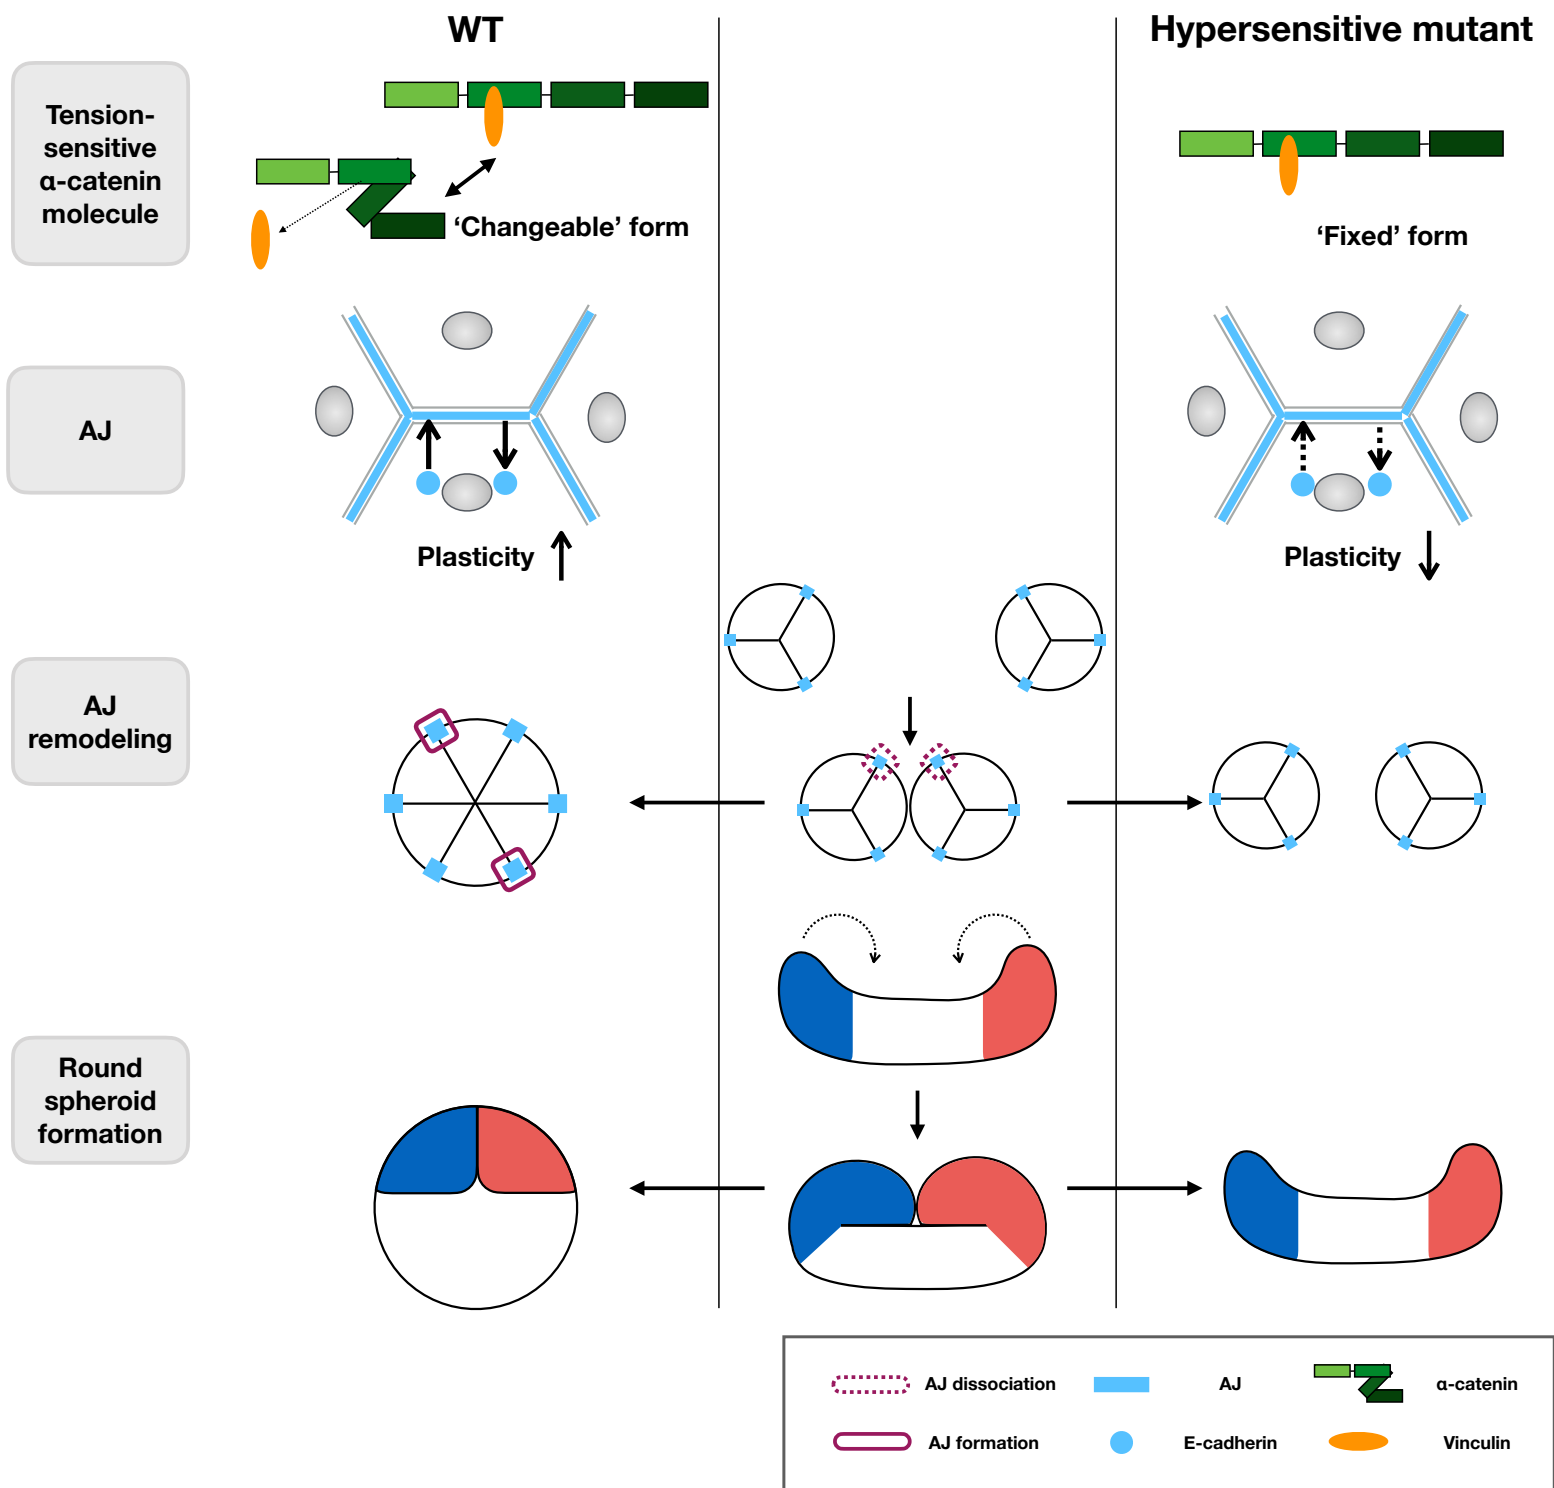 WT
Hypersensitive mutant
Tension-
sensitive
α-catenin
molecule
‘Changeable’ form
‘Fixed’ form
AJ
Plasticity
Plasticity
AJ
remodeling
Round
spheroid
formation
AJ dissociation
AJ
α-catenin
AJ formation
E-cadherin
Vinculin